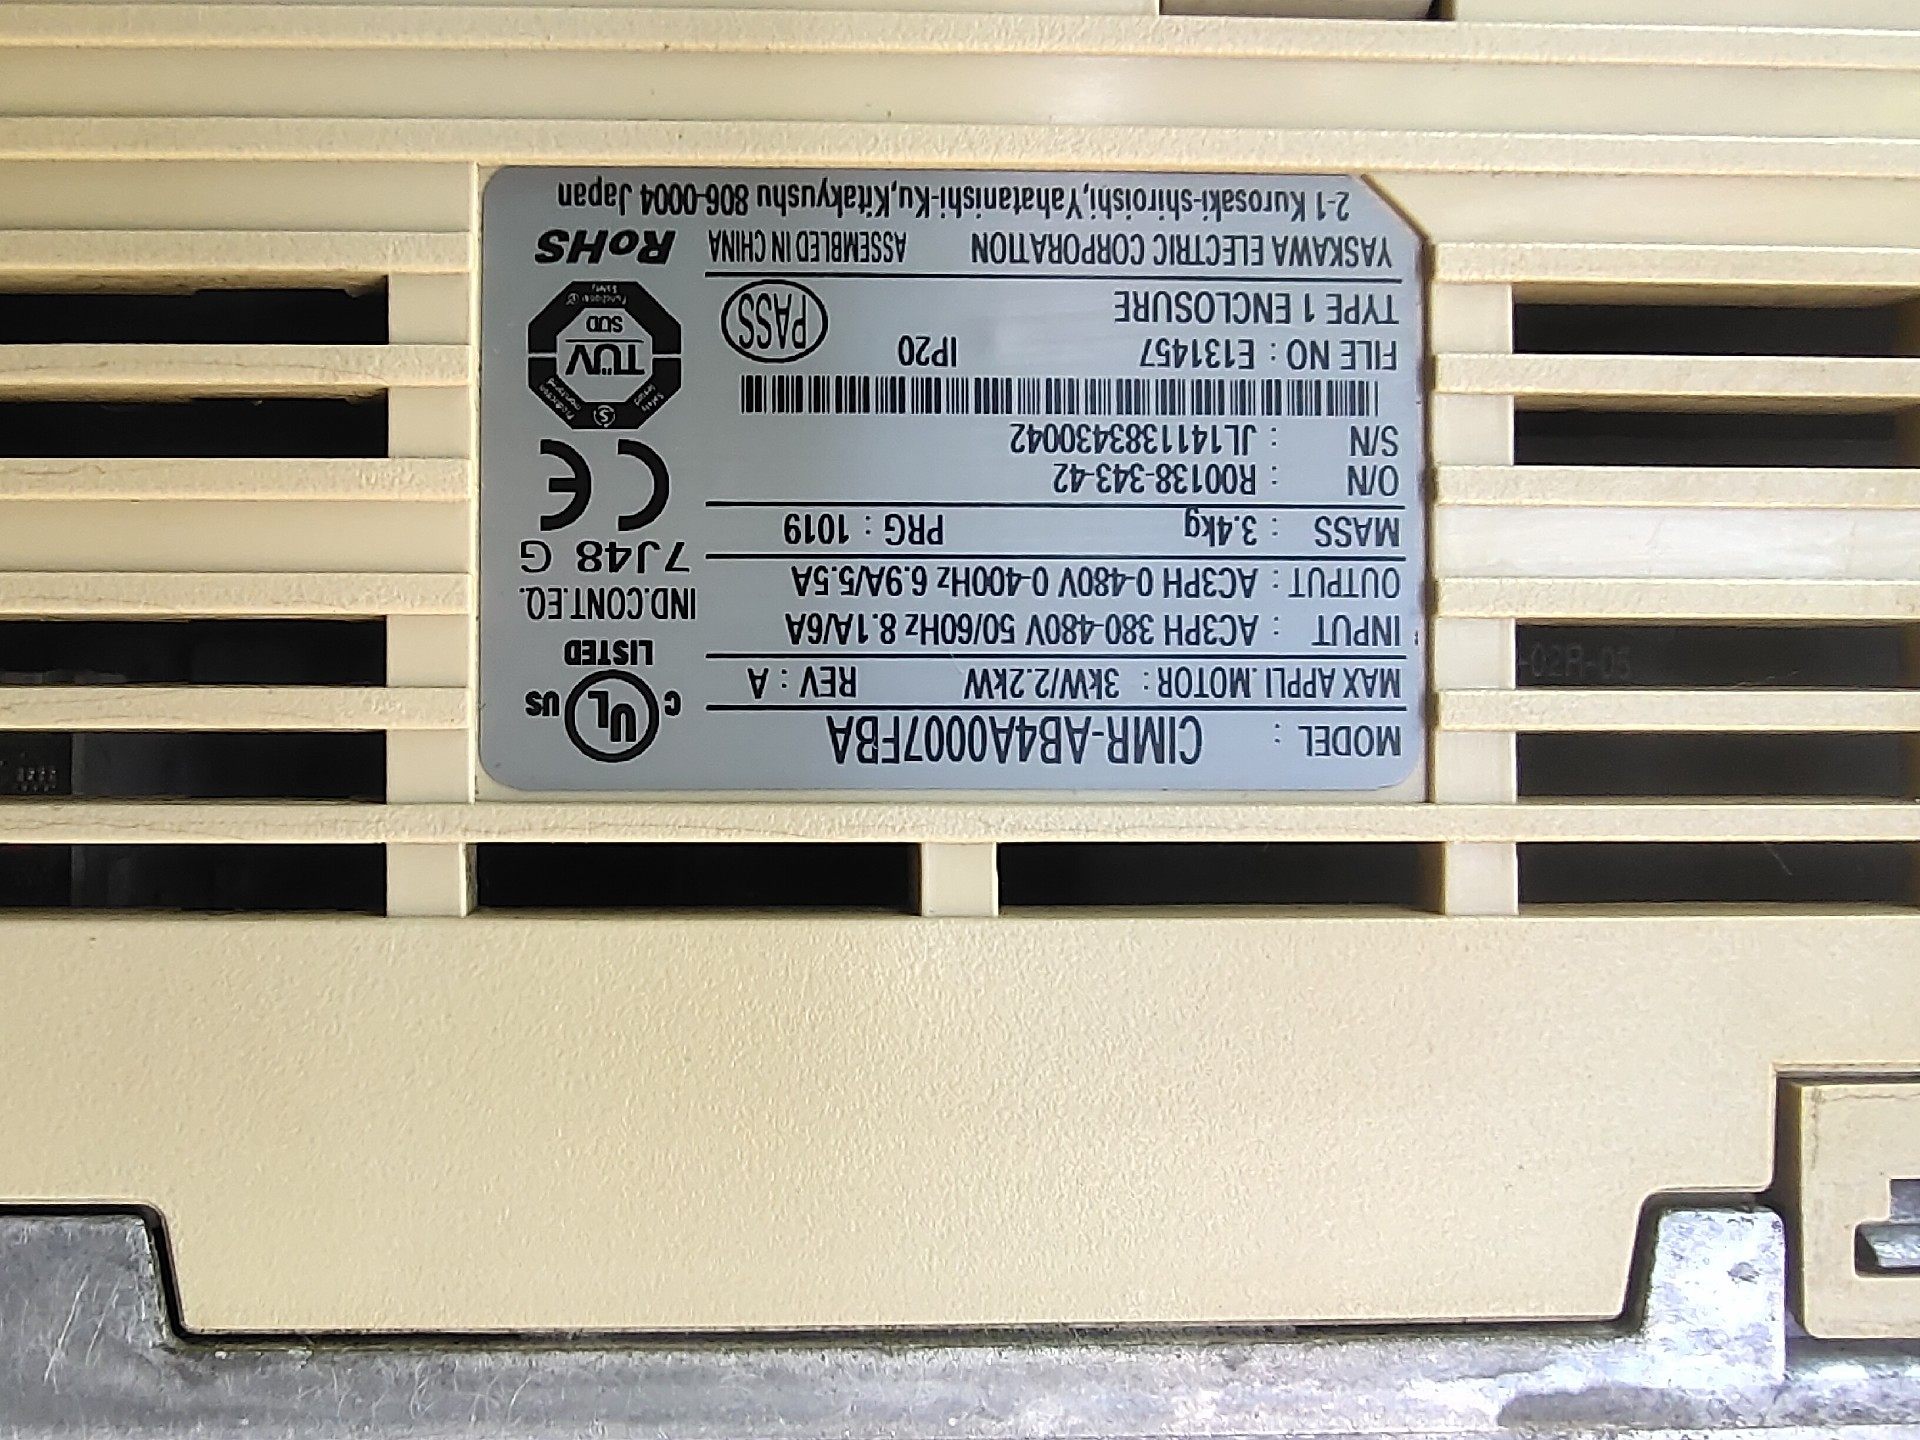 MODEL : CIMR-AB4A0007FBA
MAX APPLI. MOTOR : 3kW/2.2kW REV : A
INPUT : AC3PH 380-480V 50/60Hz 8.1A/6A
OUTPUT : AC3PH 0-480V 0-400Hz 6.9A/5.5A
MASS : 3.4kg PRG : 1019
O/N : R00138-343-42
S/N : JL1411383430042
FILE NO : E131457 IP20
TYPE 1 ENCLOSURE
PASS
YASKAWA ELECTRIC CORPORATION ASSEMBLED IN CHINA
2-1 Kurosaki-shiroishi,Yahatanishi-Ku,Kitakyushu 806-0004 Japan
C UL US
LISTED
IND.CONT.EQ.
7J48 G
CE
TÜV
SÜD
RoHS